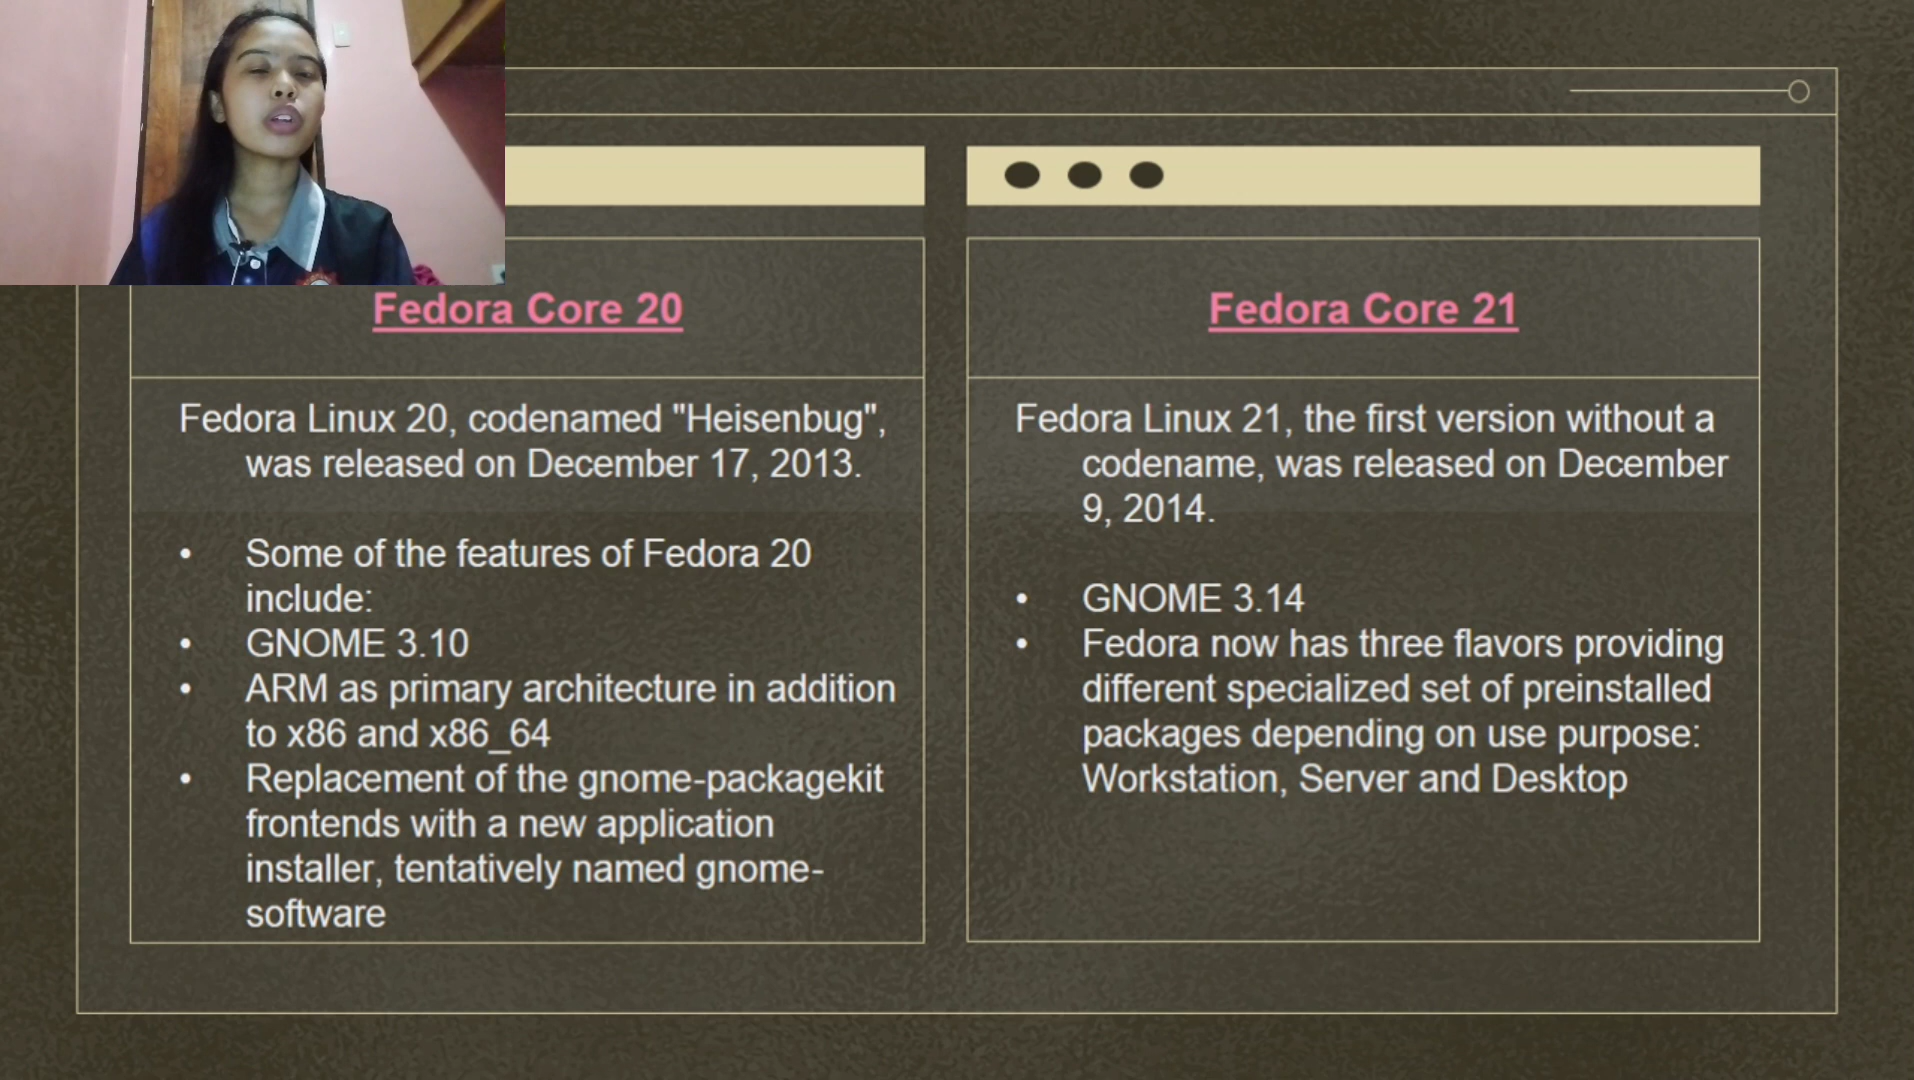 Fedora Core 20
Fedora Linux 20, codenamed "Heisenbug",
was released on December 17, 2013.
• Some of the features of Fedora 20
include:
• GNOME 3.10
• ARM as primary architecture in addition
to x86 and x86_64
• Replacement of the gnome-packagekit
frontends with a new application
installer, tentatively named gnome-
software
Fedora Core 21
Fedora Linux 21, the first version without a
codename, was released on December
9, 2014.
• GNOME 3.14
• Fedora now has three flavors providing
different specialized set of preinstalled
packages depending on use purpose:
Workstation, Server and Desktop